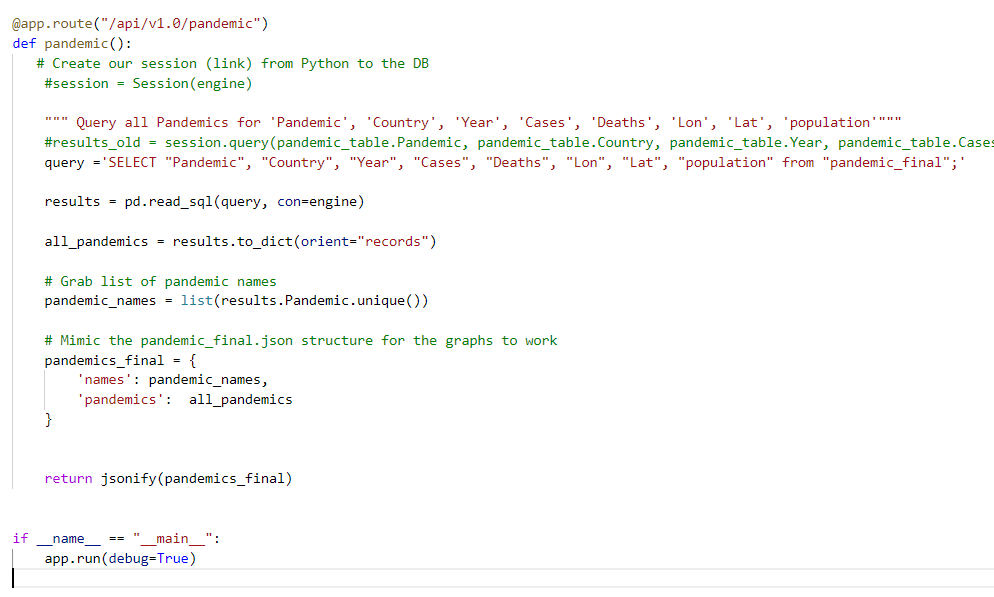 @app.route("/api/v1.0/pandemic")
def pandemic():
# Create our session (link) from Python to the DB
#session = Session(engine)
""" Query all Pandemics for 'Pandemic', 'Country', 'Year', 'Cases', 'Deaths', 'Lon', 'Lat', 'population'"""
#results_old = session.query(pandemic_table.Pandemic, pandemic_table.Country, pandemic_table.Year, pandemic_table.Cases
query ='SELECT "Pandemic", "Country", "Year", "Cases", "Deaths", "Lon", "Lat", "population" from "pandemic_final";'
results = pd.read_sql(query, con=engine)
all_pandemics = results.to_dict(orient="records")
# Grab list of pandemic names
pandemic_names = list(results.Pandemic.unique())
# Mimic the pandemic_final.json structure for the graphs to work
pandemics_final = {
'names': pandemic_names,
'pandemics':  all_pandemics
}
return jsonify(pandemics_final)
if __name__ == "__main__":
app.run(debug=True)